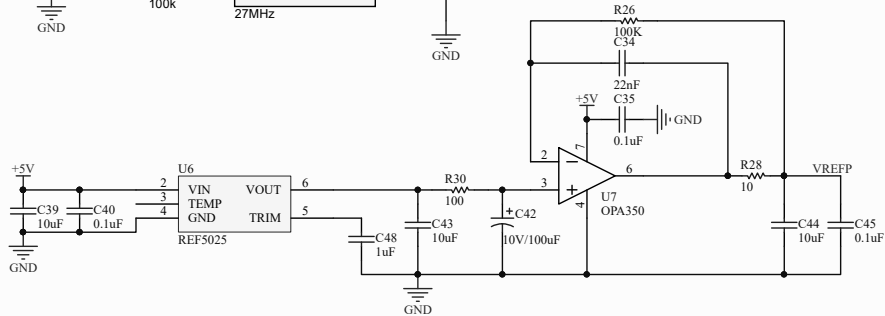 100k
27MHz
GND
GND
R26
100K
C34
22nF
C35
0.1uF
+5V
GND
2
3
7
6
4
U7
OPA350
R28
10
VREFP
+5V
U6
2
3
4
VIN
TEMP
GND
VOUT
TRIM
6
5
REF5025
C39
10uF
C40
0.1uF
GND
R30
100
C48
1uF
C43
10uF
+
C42
10V/100uF
GND
C44
10uF
C45
0.1uF